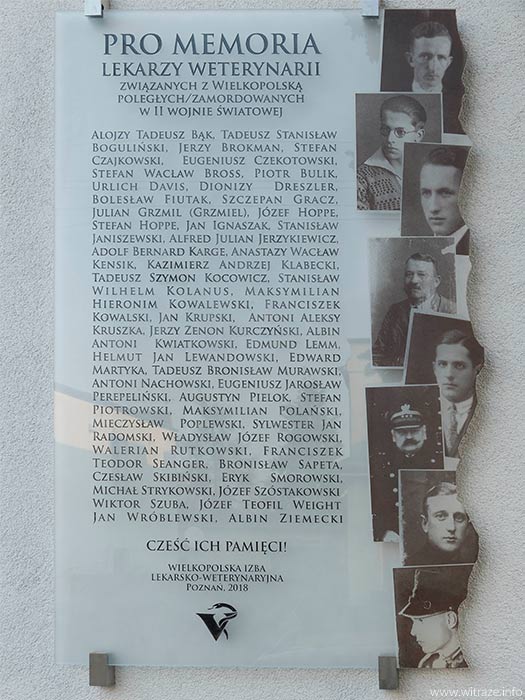 PRO MEMORIA
LEKARZY WETERYNARII
ZWIĄZANYCH Z WIELKOPOLSKĄ
POLEGŁYCH/ZAMORDOWANYCH
W II WOJNIE ŚWIATOWEJ
ALOJZY TADEUSZ BĄK, TADEUSZ STANISŁAW
BOGULIŃSKI, JERZY BROKMAN, STEFAN
CZAJKOWSKI, EUGENIUSZ CZEKOTOWSKI,
STEFAN WACŁAW BROSS, PIOTR BULIK,
URLICH DAVIS, DIONIZY DRESZLER,
BOLESŁAW FIUTAK, SZCZEPAN GRACZ,
JULIAN GRZMIL (GRZMIEL), JÓZEF HOPPE,
STEFAN HOPPE, JAN IGNASZAK, STANISŁAW
JANISZEWSKI, ALFRED JULIAN JERZYKIEWICZ,
ADOLF BERNARD KARGE, ANASTAZY WACŁAW
KENSIK, KAZIMIERZ ANDRZEJ KLABECKI,
TADEUSZ SZYMON KOCOWICZ, STANISŁAW
WILHELM KOLANUS, MAKSYMILIAN
HIERONIM KOWALEWSKI, FRANCISZEK
KOWALSKI, JAN KRUPSKI, ANTONI ALEKSY
KRUSZKA, JERZY ZENON KURCZYŃSKI, ALBIN
ANTONI KWIATKOWSKI, EDMUND LEMM,
HELMUT JAN LEWANDOWSKI, EDWARD
MARTYKA, TADEUSZ BRONISŁAW MURAWSKI,
ANTONI NACHOWSKI, EUGENIUSZ JAROSŁAW
PEREPELIŃSKI, AUGUSTYN PIELOK, STEFAN
PIOTROWSKI, MAKSYMILIAN POLAŃSKI,
MIECZYSŁAW POPLEWSKI, SYLWESTER JAN
RADOMSKI, WŁADYSŁAW JÓZEF ROGOWSKI,
WALERIAN RUTKOWSKI, FRANCISZEK
TEODOR SEANGER, BRONISŁAW SAPETA,
CZESŁAW SKIBIŃSKI, ERYK SMOROWSKI,
MICHAŁ STRYKOWSKI, JÓZEF SZÓSTAKOWSKI
WIKTOR SZUBA, JÓZEF TEOFIL WEIGHT
JAN WRÓBLEWSKI, ALBIN ZIEMECKI
CZEŚĆ ICH PAMIĘCI!
WIELKOPOLSKA IZBA
LEKARSKO-WETERYNARYJNA
POZNAŃ, 2018
www.witraze.info